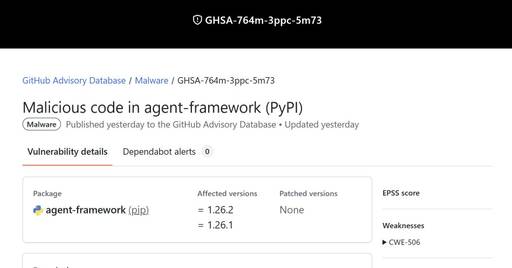 GHSA-764m-3ppc-5m73
GitHub Advisory Database / Malware / GHSA-764m-3ppc-5m73
Malicious code in agent-framework (PyPI)
Malware Published yesterday to the GitHub Advisory Database • Updated yesterday
Vulnerability details Dependabot alerts 0
Package Affected versions Patched versions
agent-framework (pip) = 1.26.2 None
= 1.26.1
EPSS score
Weaknesses
CWE-506